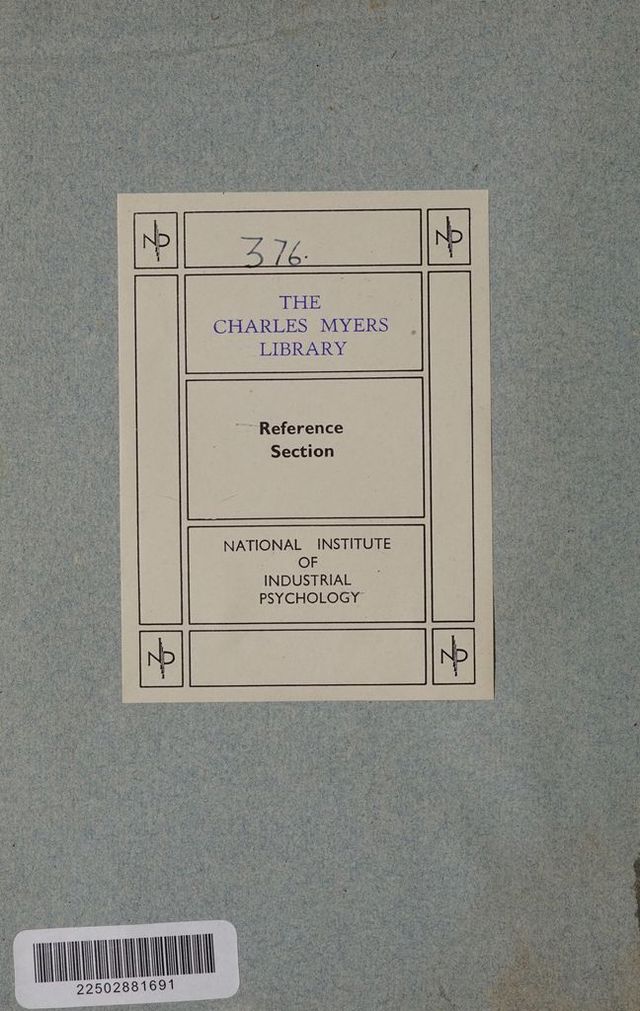 376.
THE
CHARLES MYERS
LIBRARY
Reference
Section
NATIONAL INSTITUTE
OF
INDUSTRIAL
PSYCHOLOGY
22502881691